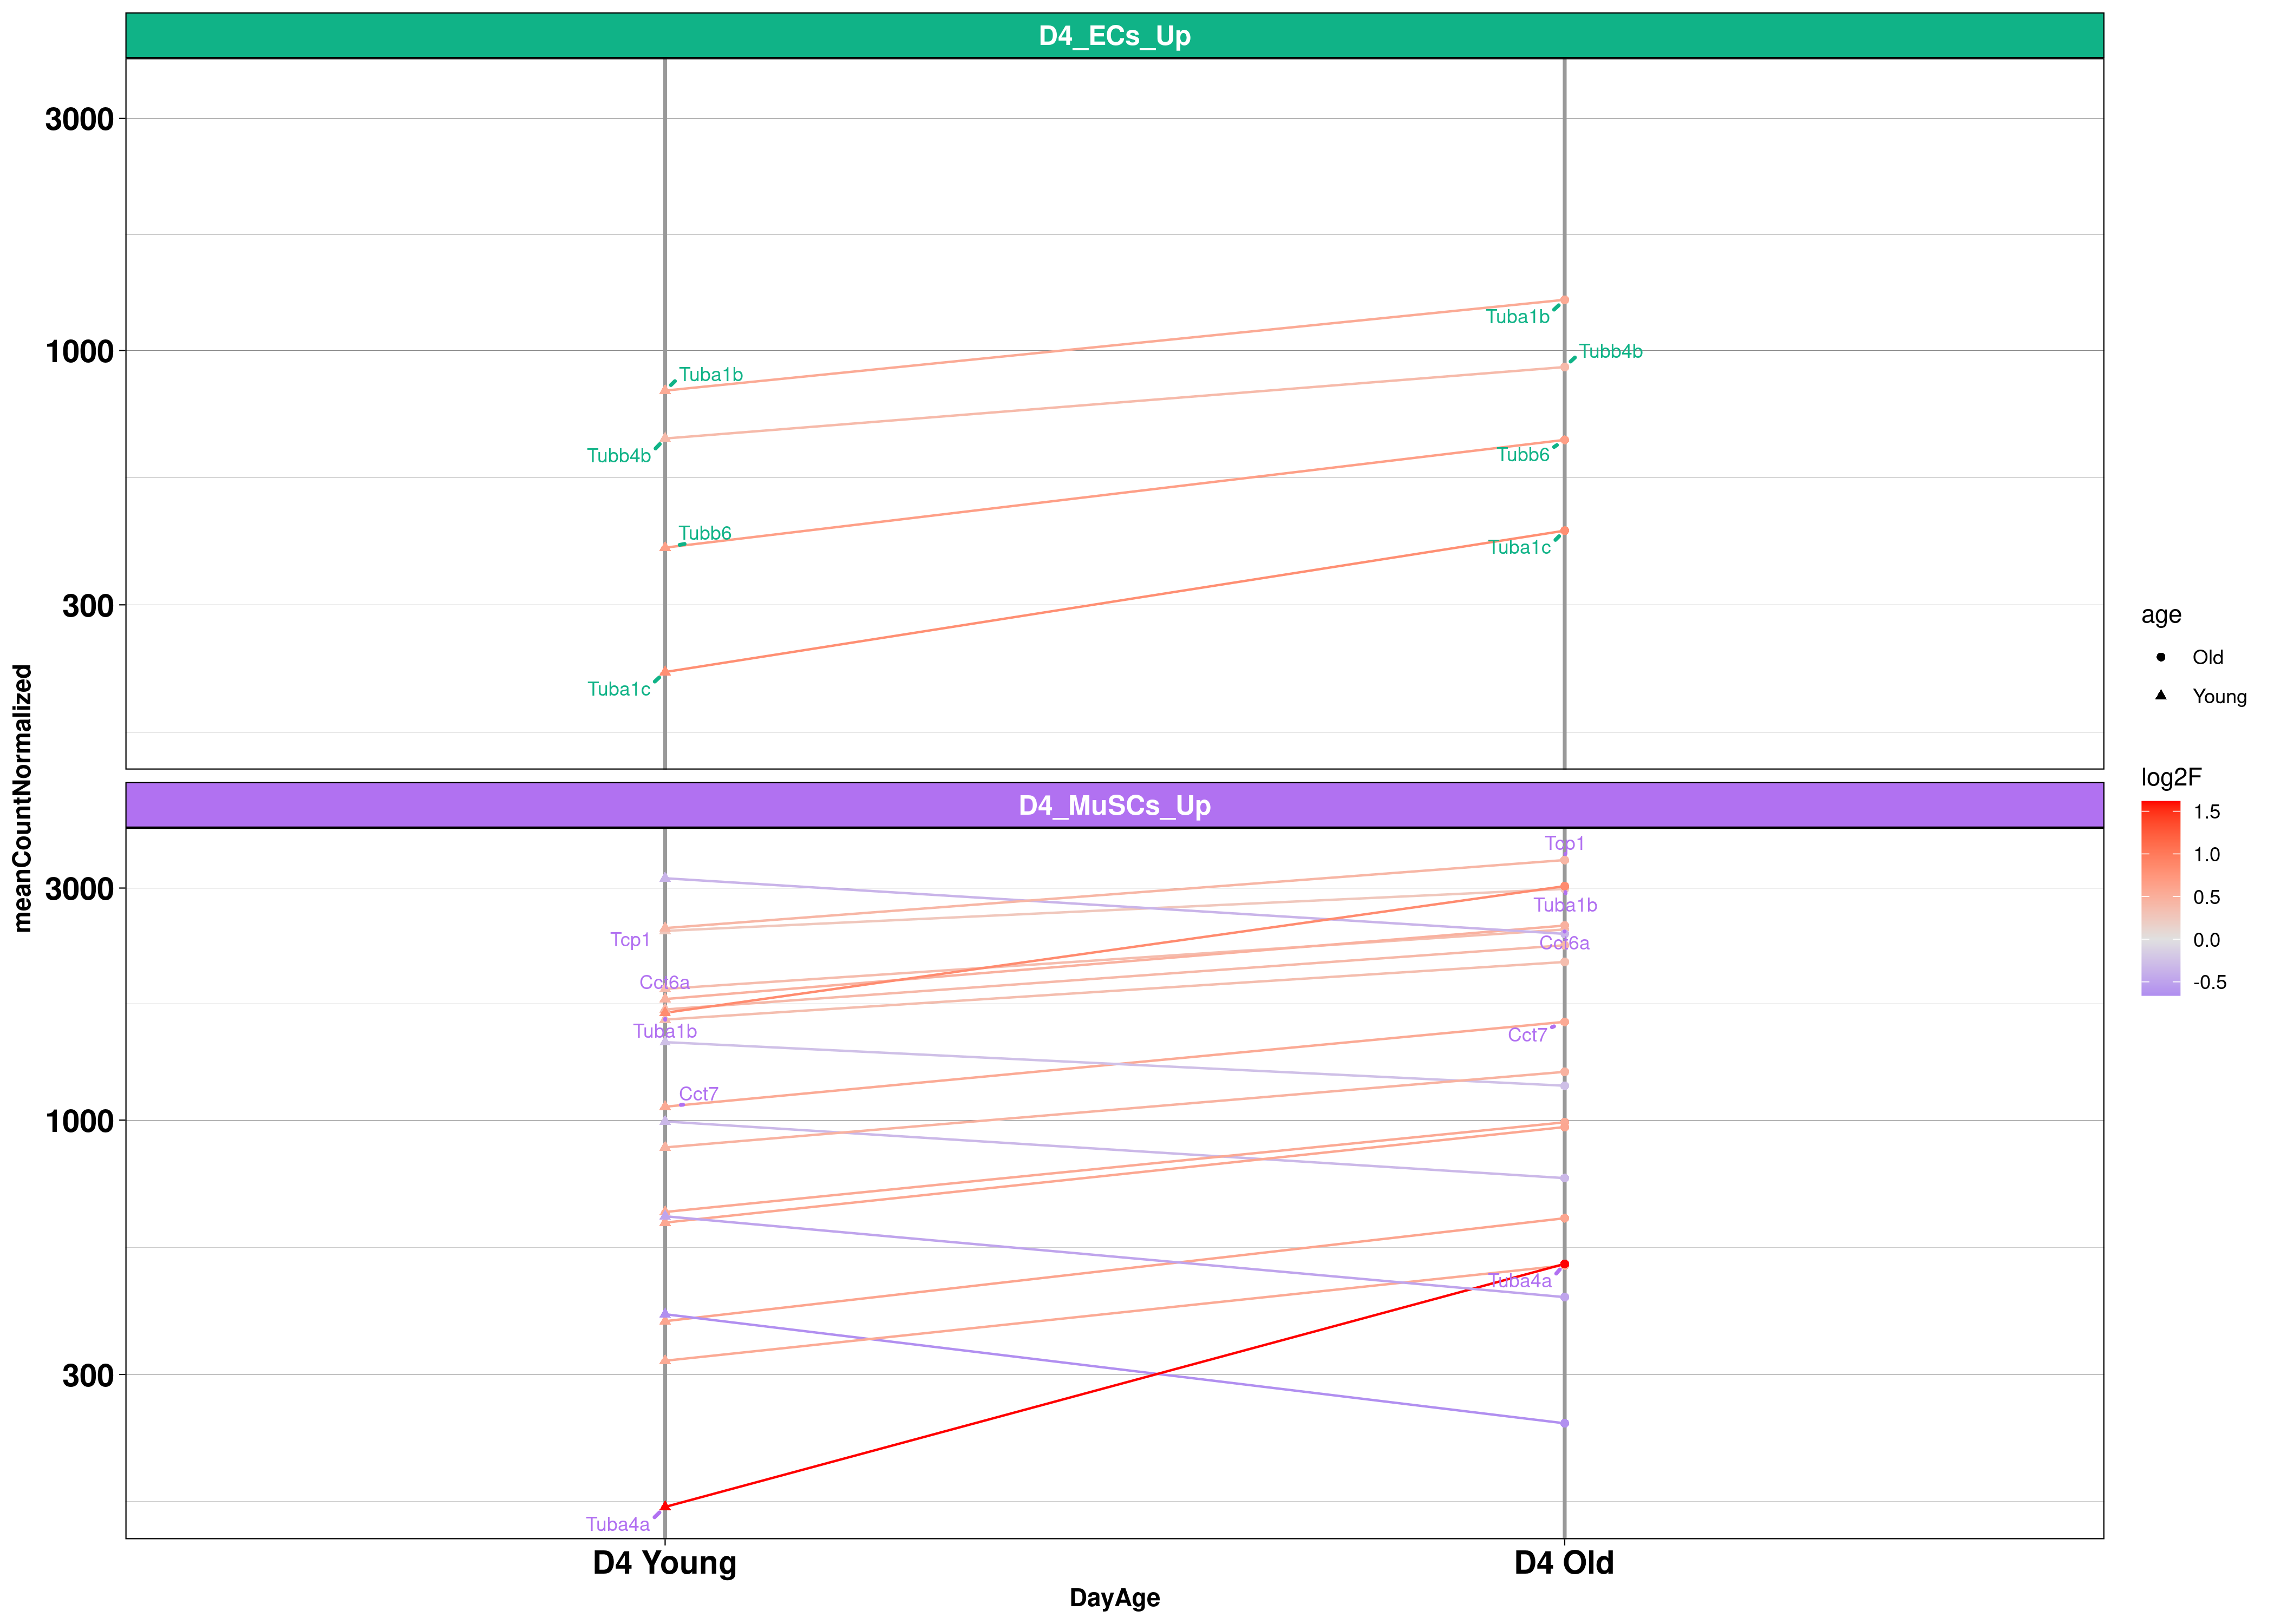 D4_ECs_Up
3000
1000
300
Tuba1b
Tubb4b
Tubb6
Tuba1c
Tuba1b
Tubb4b
Tubb6
Tuba1c
D4_MuSCs_Up
3000
1000
300
Tcp1
Cct6a
Tuba1b
Cct7
Tuba4a
Tcp1
Tuba1b
Cct6a
Cct7
Tuba4a
D4 Young
D4 Old
DayAge
meanCountNormalized
age
Old
Young
log2F
1.5
1.0
0.5
0.0
-0.5